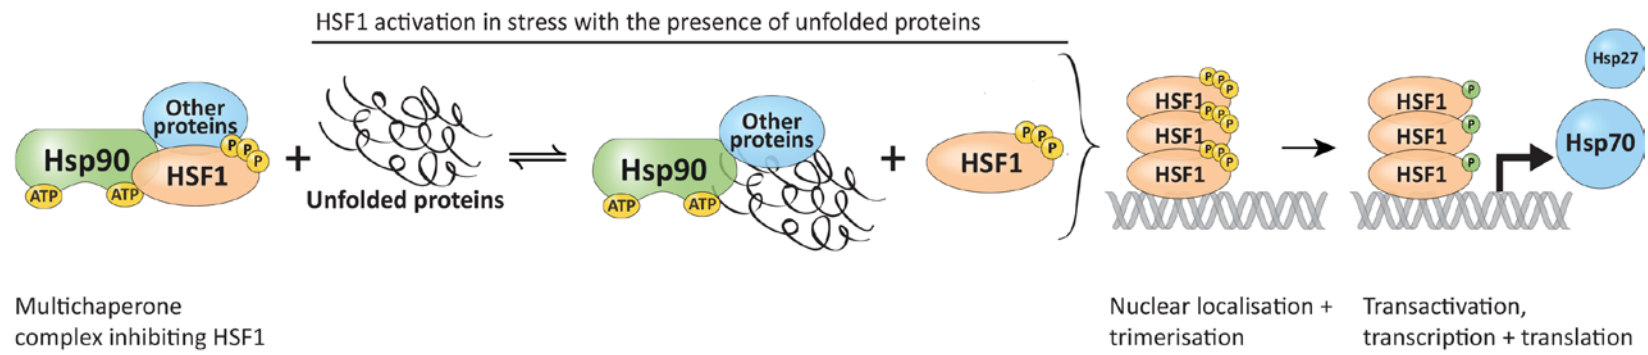 HSF1 activation in stress with the presence of unfolded proteins
Other
proteins
Hsp90
HSF1
P
P
P
ATP
ATP
+
Unfolded proteins
Other
proteins
Hsp90
ATP
ATP
+
HSF1
P
P
P
HSF1
P
P
P
HSF1
P
P
P
HSF1
P
P
P
HSF1
P
HSF1
P
HSF1
P
Hsp27
Hsp70
Multichaperone
complex inhibiting HSF1
Nuclear localisation +
trimerisation
Transactivation,
transcription + translation